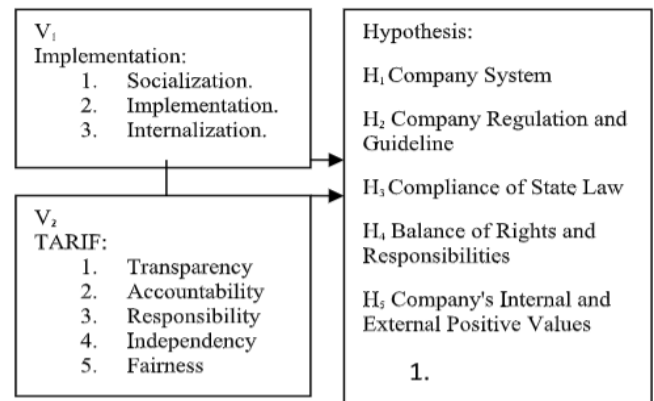 V₁
Implementation:
1. Socialization.
2. Implementation.
3. Internalization.
V₂
TARIF:
1. Transparency
2. Accountability
3. Responsibility
4. Independency
5. Fairness
Hypothesis:
H₁ Company System
H₂ Company Regulation and
Guideline
H₃ Compliance of State Law
H₄ Balance of Rights and
Responsibilities
H₅ Company's Internal and
External Positive Values
1.